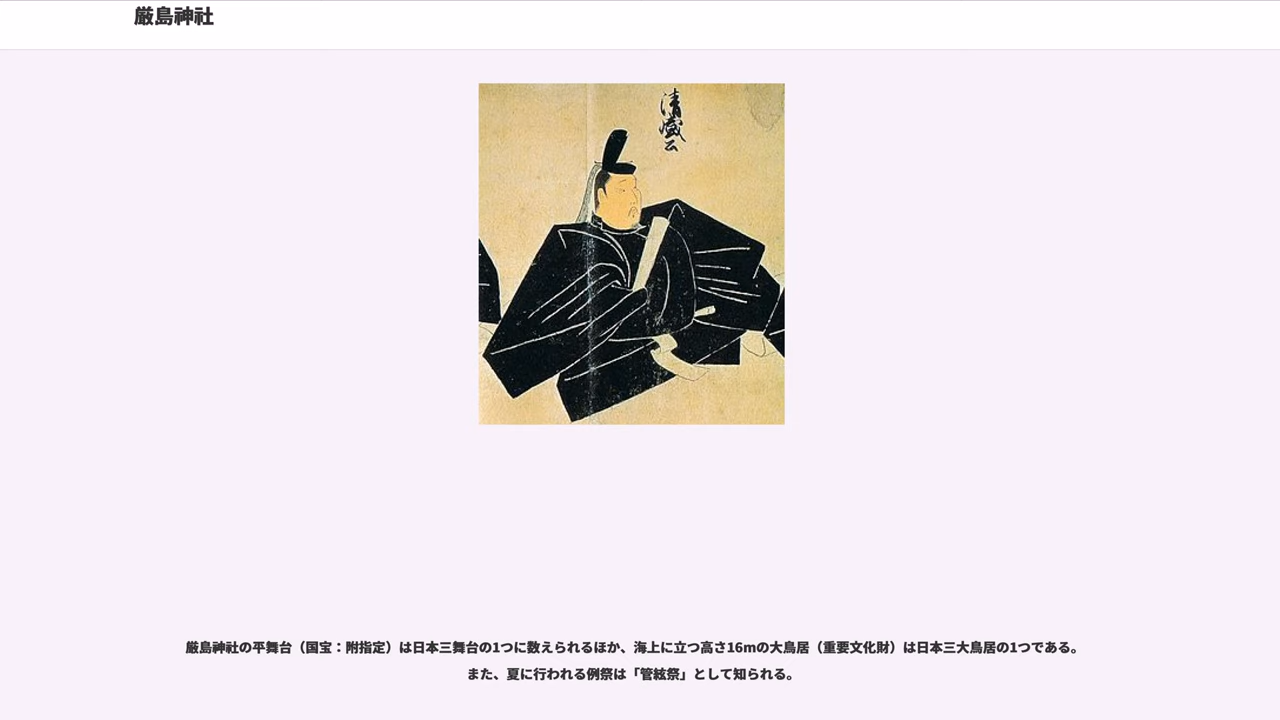 厳島神社
清盛公
厳島神社の平舞台（国宝：附指定）は日本三舞台の1つに数えられるほか、海上に立つ高さ16mの大鳥居（重要文化財）は日本三大鳥居の1つである。
また、夏に行われる例祭は「管絃祭」として知られる。